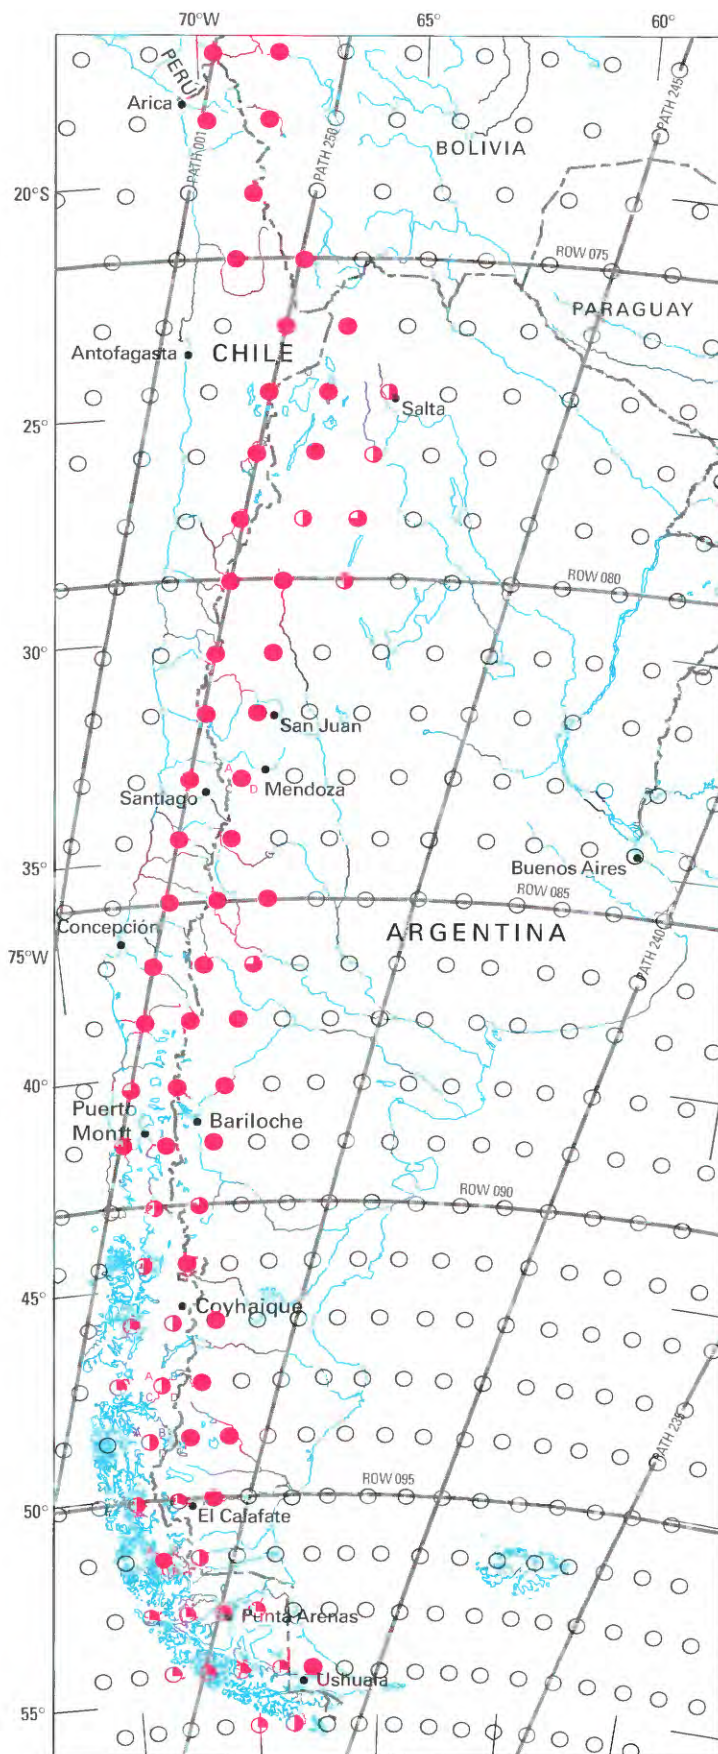 70°W
65°
60°
PERÚ
Arica
PATH 001
PATH 250
PATH 245
BOLIVIA
20°S
ROW 075
PARAGUAY
Antofagasta
CHILE
Salta
25°
ROW 080
30°
San Juan
A
D
Mendoza
Santiago
35°
Buenos Aires
ROW 085
Concepción
ARGENTINA
75°W
PATH 240
40°
Puerto
Montt
Bariloche
ROW 090
45°
Coyhaique
A B
C D
A B
PATH 235
ROW 095
50°
El Calafate
Punta Arenas
Ushuaia
55°